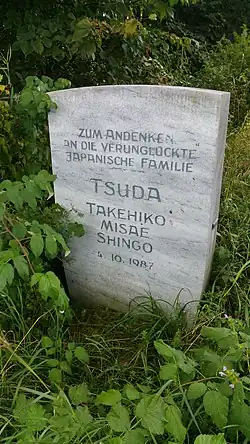 ZUM ANDENKEN
AN DIE VERUNGLÜCKTE
JAPANISCHE FAMILIE
TSUDA
TAKEHIKO
MISAE
SHINGO
4.10.1987